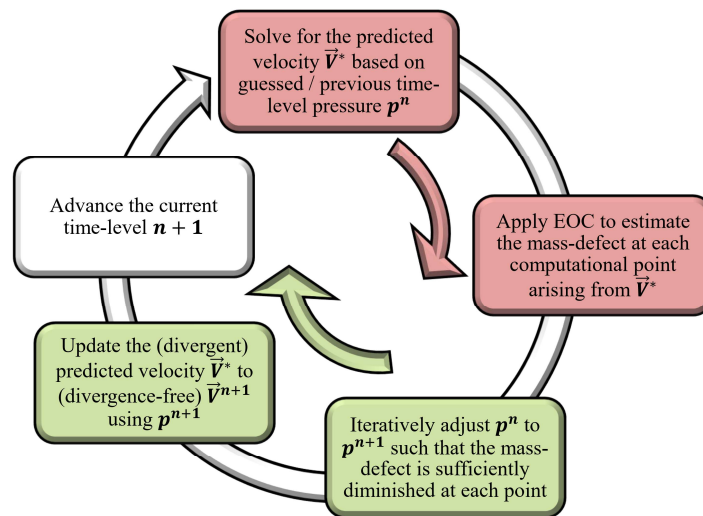 Solve for the predicted
velocity V⃗* based on
guessed / previous time-
level pressure pⁿ
Apply EOC to estimate
the mass-defect at each
computational point
arising from V⃗*
Iteratively adjust pⁿ to
pⁿ⁺¹ such that the mass-
defect is sufficiently
diminished at each point
Update the (divergent)
predicted velocity V⃗* to
(divergence-free) V⃗ⁿ⁺¹
using pⁿ⁺¹
Advance the current
time-level n + 1